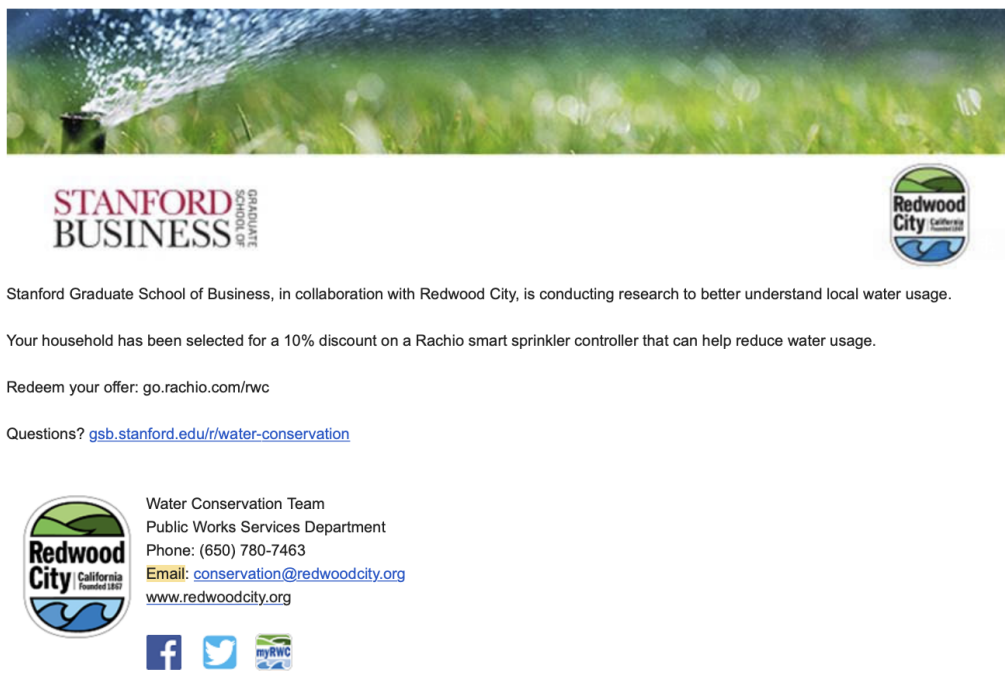 STANFORD
BUSINESS
GRADUATE
SCHOOL OF
Redwood
City
California
Founded 1867
Stanford Graduate School of Business, in collaboration with Redwood City, is conducting research to better understand local water usage.
Your household has been selected for a 10% discount on a Rachio smart sprinkler controller that can help reduce water usage.
Redeem your offer: go.rachio.com/rwc
Questions? gsb.stanford.edu/r/water-conservation
Redwood
City
California
Founded 1867
Water Conservation Team
Public Works Services Department
Phone: (650) 780-7463
Email: conservation@redwoodcity.org
www.redwoodcity.org
myRWC